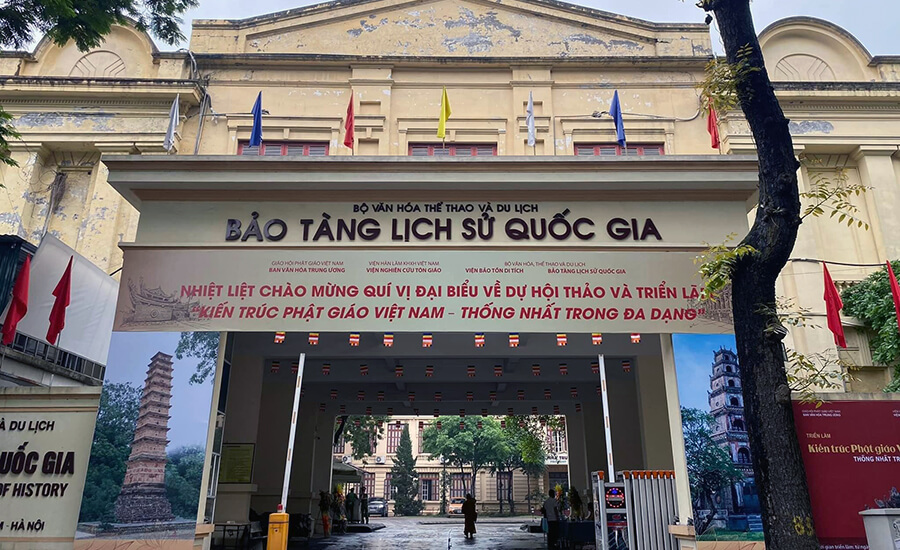 BỘ VĂN HÓA THỂ THAO VÀ DU LỊCH
BẢO TÀNG LỊCH SỬ QUỐC GIA
GIÁO HỘI PHẬT GIÁO VIỆT NAM
BAN VĂN HÓA TRUNG ƯƠNG
VIỆN HÀN LÂM KHXH VIỆT NAM
VIỆN NGHIÊN CỨU TÔN GIÁO
VIỆN BẢO TỒN DI TÍCH
BỘ VĂN HÓA, THỂ THAO VÀ DU LỊCH
BẢO TÀNG LỊCH SỬ QUỐC GIA
NHIỆT LIỆT CHÀO MỪNG QUÍ VỊ ĐẠI BIỂU VỀ DỰ HỘI THẢO VÀ TRIỂN LÃ
"KIẾN TRÚC PHẬT GIÁO VIỆT NAM - THỐNG NHẤT TRONG ĐA DẠNG"
VÀ DU LỊCH
QUỐC GIA
OF HISTORY
HÀ NỘI
TRIỂN LÃM
Kiến trúc Phật giáo V
THỐNG NHẤT TR